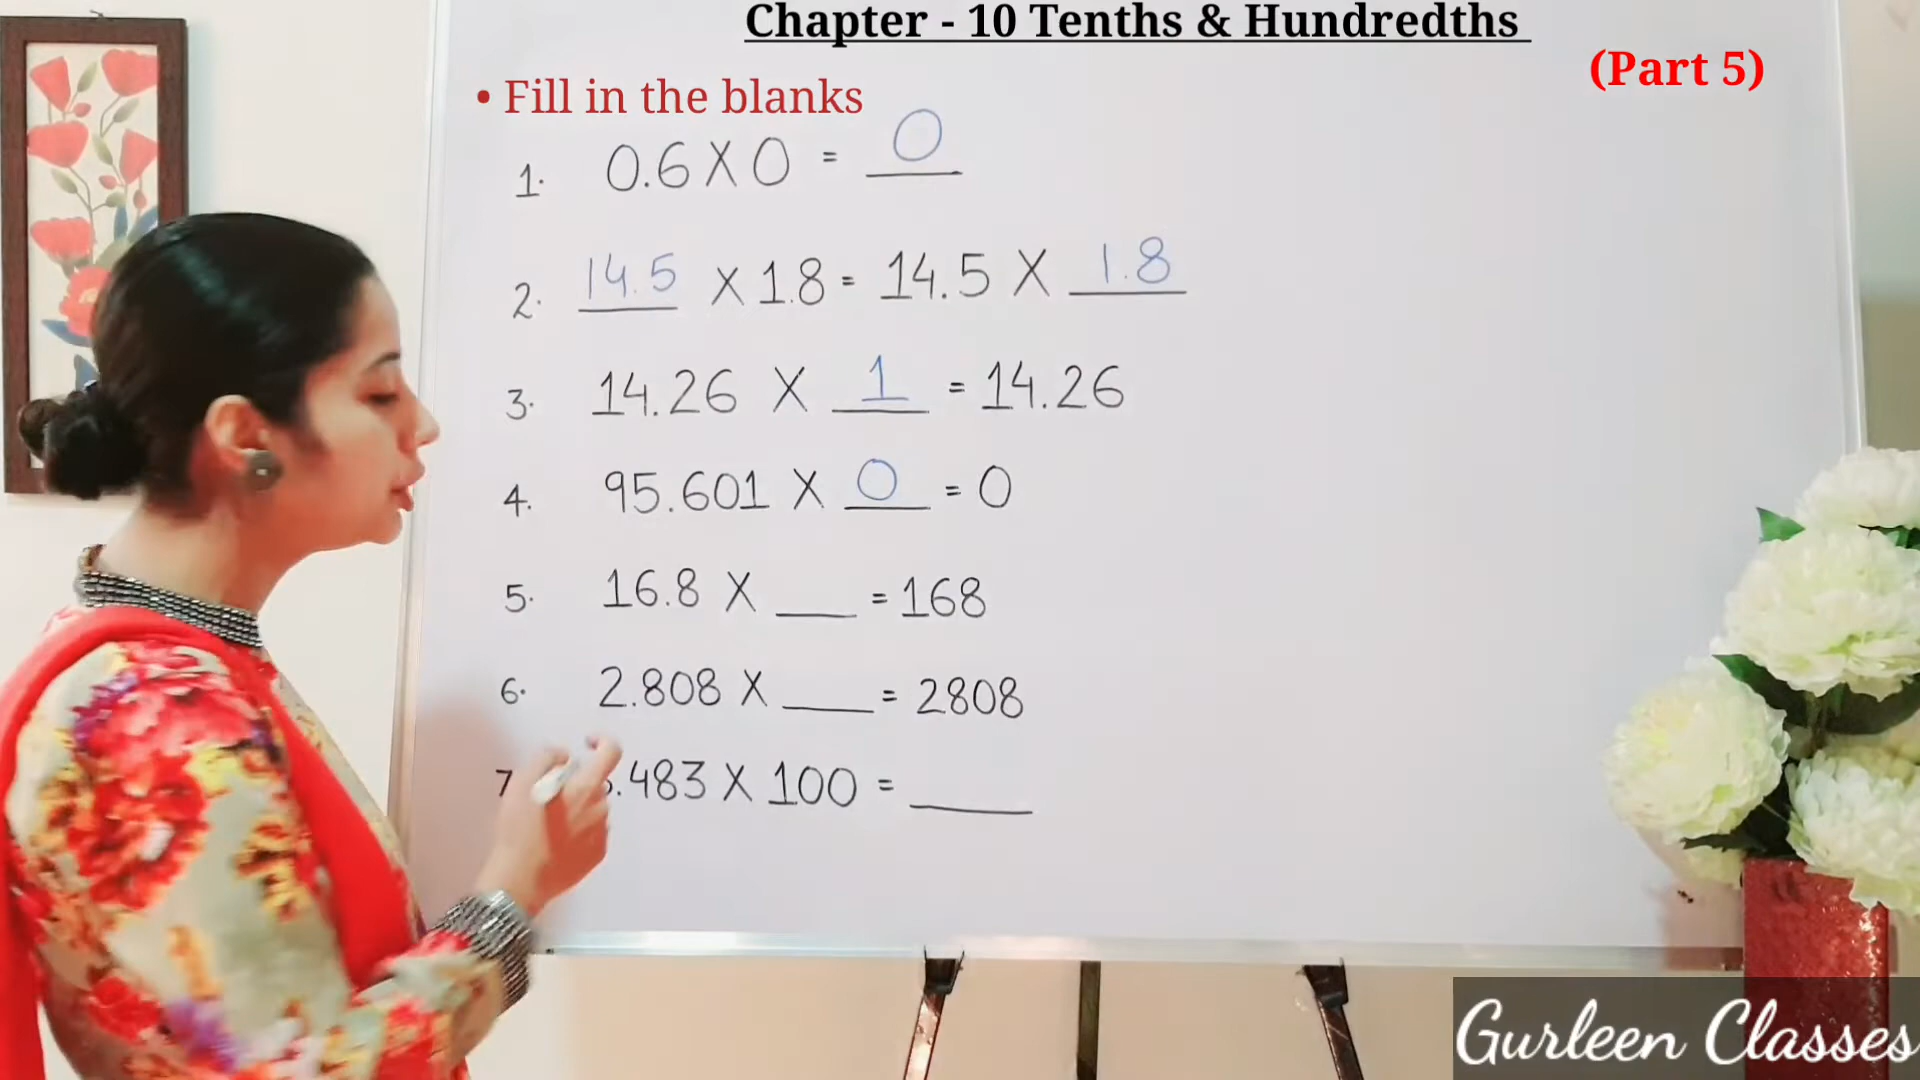 Chapter - 10 Tenths & Hundredths
(Part 5)
• Fill in the blanks
1. 0.6 X 0 = 0
2. 14.5 X 1.8 = 14.5 X 1.8
3. 14.26 X 1 = 14.26
4. 95.601 X 0 = 0
5. 16.8 X ___ = 168
6. 2.808 X ___ = 2808
7 .483 X 100 = ___
Gurleen Classes